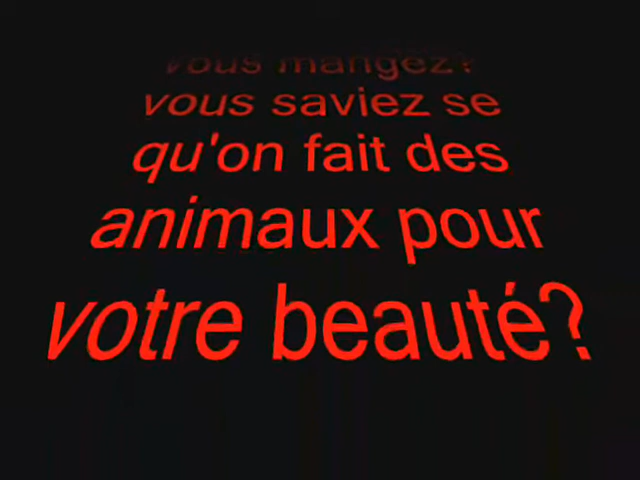 vous mangez?
vous saviez se
qu'on fait des
animaux pour
votre beauté?